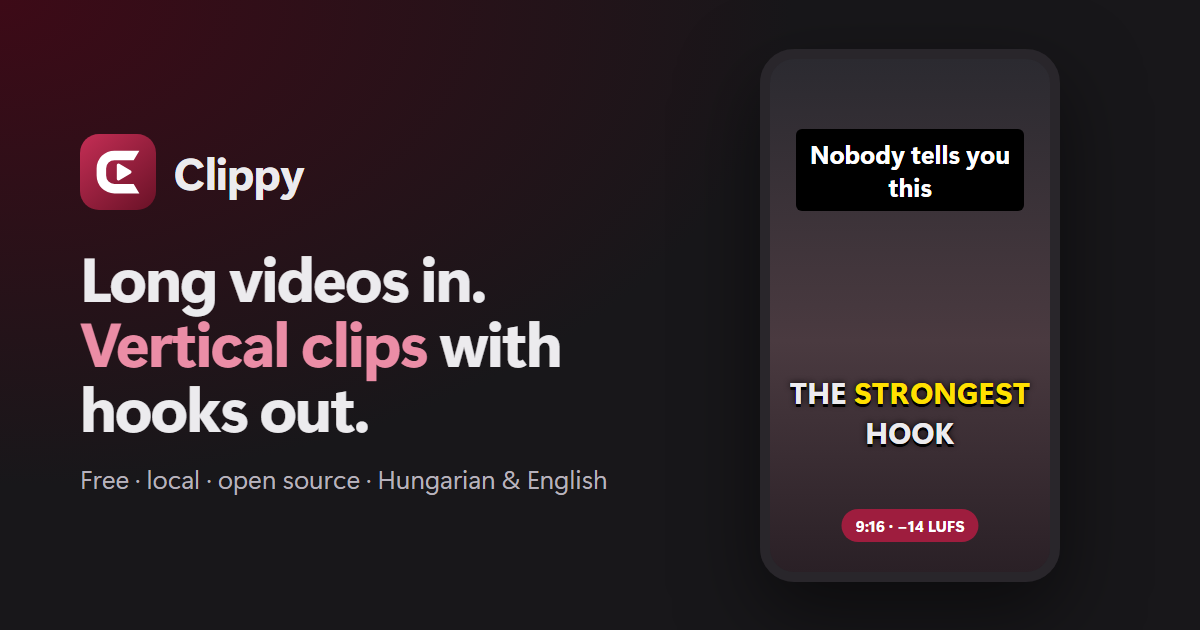 Clippy
Long videos in.
Vertical clips with
hooks out.
Free · local · open source · Hungarian & English
Nobody tells you
this
THE STRONGEST
HOOK
9:16 · −14 LUFS